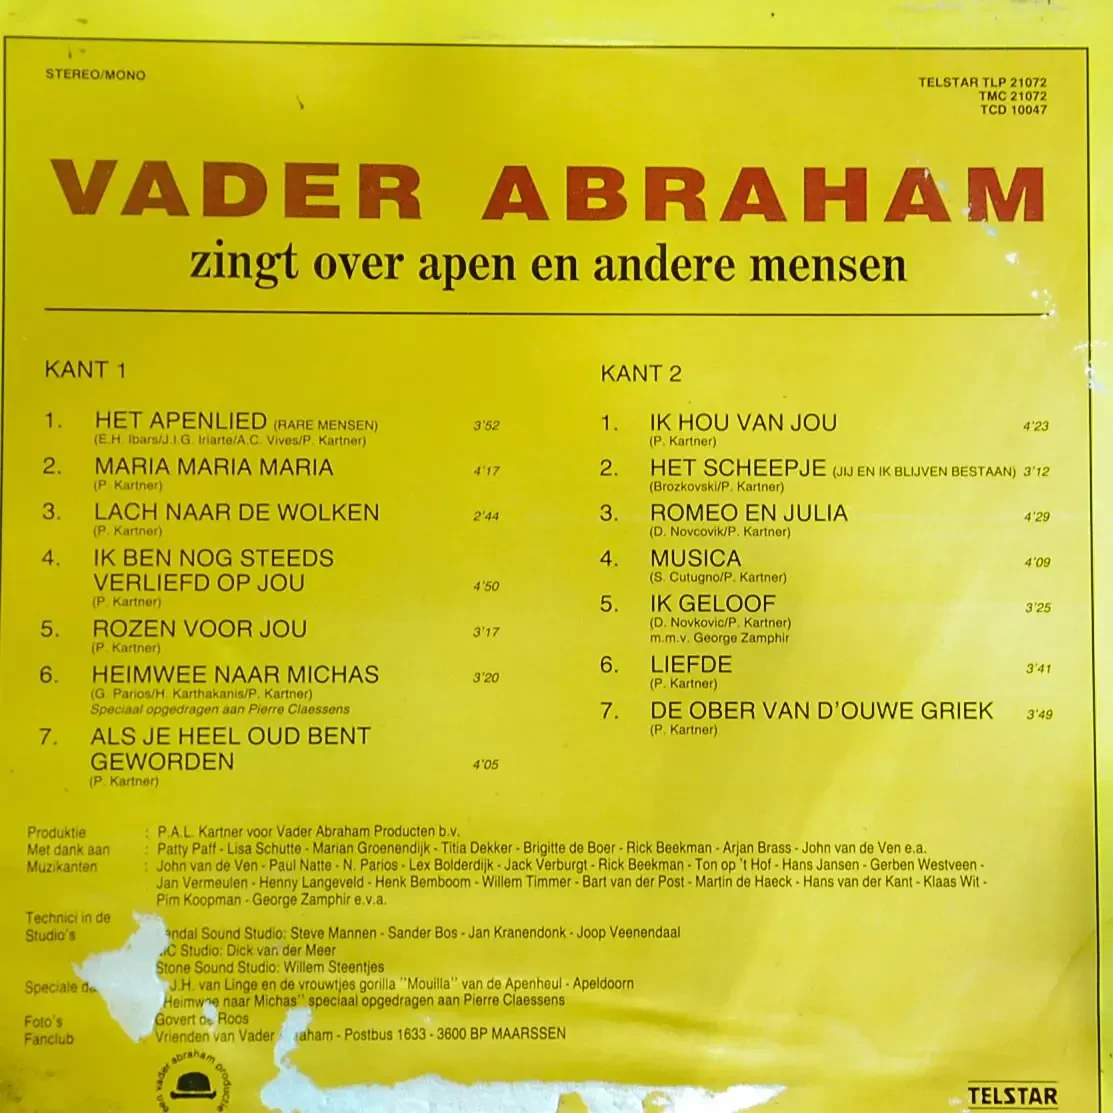 STEREO/MONO
TELSTAR TLP 21072
TMC 21072
TCD 10047
VADER ABRAHAM
zingt over apen en andere mensen
KANT 1
1. HET APENLIED (RARE MENSEN) 3'52
(E.H. Ibars/J.I.G. Iriarte/A.C. Vives/P. Kartner)
2. MARIA MARIA MARIA 4'17
(P. Kartner)
3. LACH NAAR DE WOLKEN 2'44
(P. Kartner)
4. IK BEN NOG STEEDS
VERLIEFD OP JOU 4'50
(P. Kartner)
5. ROZEN VOOR JOU 3'17
(P. Kartner)
6. HEIMWEE NAAR MICHAS 3'20
(G. Parios/H. Karthakanis/P. Kartner)
Speciaal opgedragen aan Pierre Claessens
7. ALS JE HEEL OUD BENT
GEWORDEN 4'05
(P. Kartner)
KANT 2
1. IK HOU VAN JOU 4'23
(P. Kartner)
2. HET SCHEEPJE (JIJ EN IK BLIJVEN BESTAAN) 3'12
(Brozkovski/P. Kartner)
3. ROMEO EN JULIA 4'29
(D. Novcovik/P. Kartner)
4. MUSICA 4'09
(S. Cutugno/P. Kartner)
5. IK GELOOF 3'25
(D. Novkovic/P. Kartner)
m.m.v. George Zamphir
6. LIEFDE 3'41
(P. Kartner)
7. DE OBER VAN D'OUWE GRIEK 3'49
(P. Kartner)
Produktie : P.A.L. Kartner voor Vader Abraham Producten b.v.
Met dank aan : Patty Paff - Lisa Schutte - Marian Groenendijk - Titia Dekker - Brigitte de Boer - Rick Beekman - Arjan Brass - John van de Ven e.a.
Muzikanten : John van de Ven - Paul Natte - N. Parios - Lex Bolderdijk - Jack Verburgt - Rick Beekman - Ton op 't Hof - Hans Jansen - Gerben Westveen -
Jan Vermeulen - Henny Langeveld - Henk Bemboom - Willem Timmer - Bart van der Post - Martin de Haeck - Hans van der Kant - Klaas Wit -
Pim Koopman - George Zamphir e.v.a.
Technici in de
Studio's Sound Studio: Steve Mannen - Sander Bos - Jan Kranendonk - Joop Veenendaal
Studio: Dick van der Meer
Stone Sound Studio: Willem Steentjes
Speciale J.H. van Linge en de vrouwtjes gorilla "Mouilla" van de Apenheul - Apeldoorn
"Heimwee naar Michas" speciaal opgedragen aan Pierre Claessens
Foto's Govert de Roos
Fanclub Vrienden van Vader - Postbus 1633 - 3600 BP MAARSSEN
een vader abraham
TELSTAR